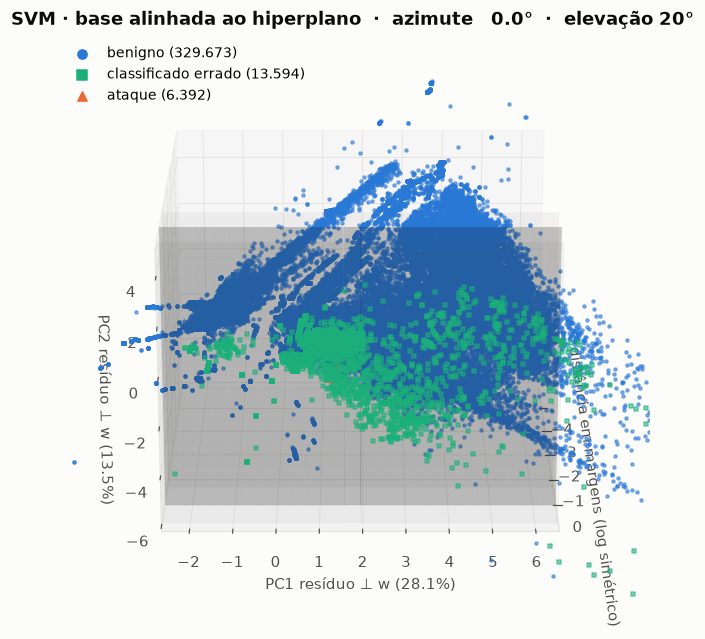 SVM · base alinhada ao hiperplano · azimute 0.0° · elevação 20°
benigno (329.673)
classificado errado (13.594)
ataque (6.392)
4
2
0
−2
−4
−6
PC2 resíduo ⊥ w (13.5%)
−2 −1 0 1 2 3 4 5 6
PC1 resíduo ⊥ w (28.1%)
−2
−1
0
distância em margens (log simétrico)